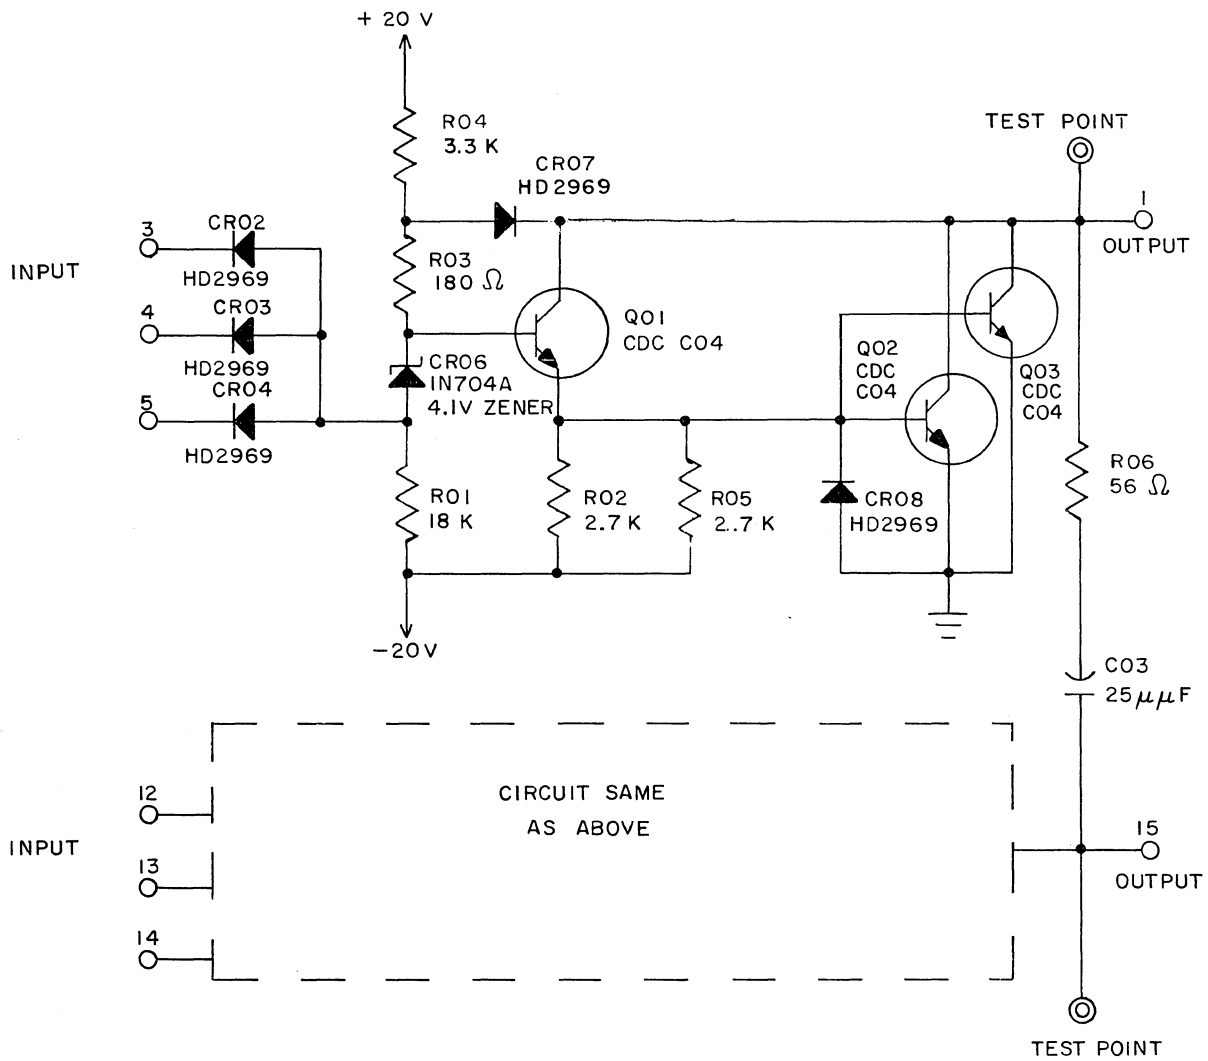 + 20 V
R04
3.3 K
TEST POINT
CR07
HD2969
1
OUTPUT
3
CR02
HD2969
INPUT
R03
180 Ω
4
CR03
HD2969
Q01
CDC C04
CR06
1N704A
4.1V ZENER
Q02
CDC
C04
Q03
CDC
C04
5
CR04
HD2969
R01
18 K
R02
2.7 K
R05
2..7 K
CR08
HD2969
R06
56 Ω
-20V
C03
25μμF
CIRCUIT SAME
AS ABOVE
12
INPUT
13
14
15
OUTPUT
TEST POINT